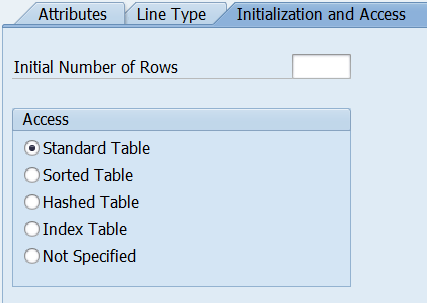 Attributes Line Type Initialization and Access
Initial Number of Rows
Access
Standard Table
Sorted Table
Hashed Table
Index Table
Not Specified